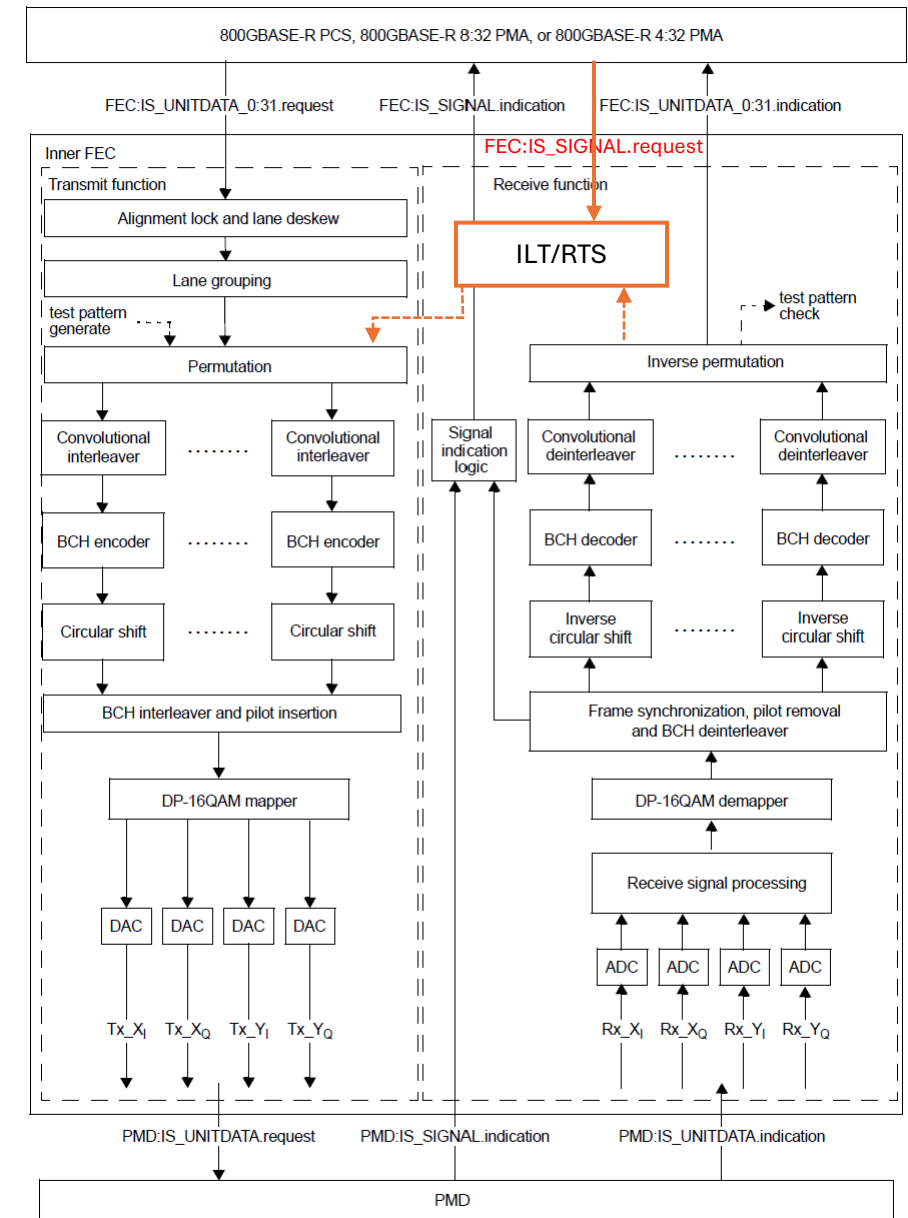 800GBASE-R PCS, 800GBASE-R 8:32 PMA, or 800GBASE-R 4:32 PMA
FEC:IS_UNITDATA_0:31.request
FEC:IS_SIGNAL.indication
FEC:IS_UNITDATA_0:31.indication
FEC:IS_SIGNAL.request
Inner FEC
Transmit function
Receive function
Alignment lock and lane deskew
ILT/RTS
Lane grouping
test pattern
generate
test pattern
check
Permutation
Inverse permutation
Convolutional
interleaver
........
Convolutional
interleaver
Signal
indication
logic
Convolutional
deinterleaver
........
Convolutional
deinterleaver
BCH encoder
........
BCH encoder
BCH decoder
........
BCH decoder
Circular shift
........
Circular shift
Inverse
circular shift
........
Inverse
circular shift
BCH interleaver and pilot insertion
Frame synchronization, pilot removal
and BCH deinterleaver
DP-16QAM mapper
DP-16QAM demapper
Receive signal processing
DAC
DAC
DAC
DAC
ADC
ADC
ADC
ADC
Tx_XI
Tx_XQ
Tx_YI
Tx_YQ
Rx_XI
Rx_XQ
Rx_YI
Rx_YQ
PMD:IS_UNITDATA.request
PMD:IS_SIGNAL.indication
PMD:IS_UNITDATA.indication
PMD